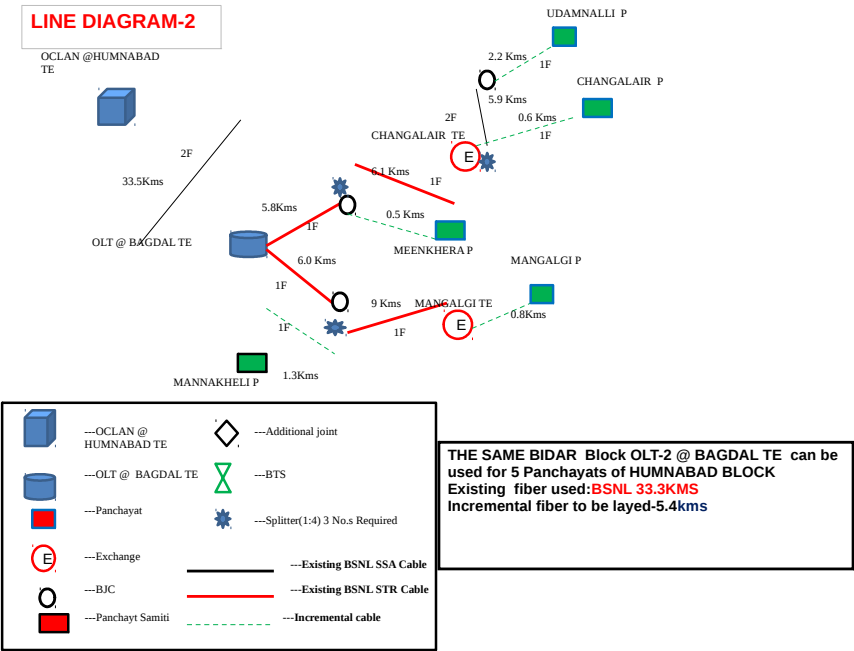 LINE DIAGRAM-2
UDAMNALLI P
OCLAN @HUMNABAD
TE
2.2 Kms
1F
CHANGALAIR P
5.9 Kms
2F
0.6 Kms
1F
CHANGALAIR TE
E
2F
33.5Kms
6.1 Kms
1F
5.8Kms
1F
0.5 Kms
OLT @ BAGDAL TE
MEENKHERA P
6.0 Kms
MANGALGI P
1F
9 Kms
MANGALGI TE
0.8Kms
1F
1F
E
MANNAKHELI P
1.3Kms
---OCLAN @
HUMNABAD TE
---Additional joint
---OLT @ BAGDAL TE
---BTS
---Panchayat
---Splitter(1:4) 3 No.s Required
E
---Exchange
---Existing BSNL SSA Cable
---BJC
---Existing BSNL STR Cable
---Panchayt Samiti
---Incremental cable
THE SAME BIDAR Block OLT-2 @ BAGDAL TE can be
used for 5 Panchayats of HUMNABAD BLOCK
Existing fiber used:BSNL 33.3KMS
Incremental fiber to be layed-5.4kms